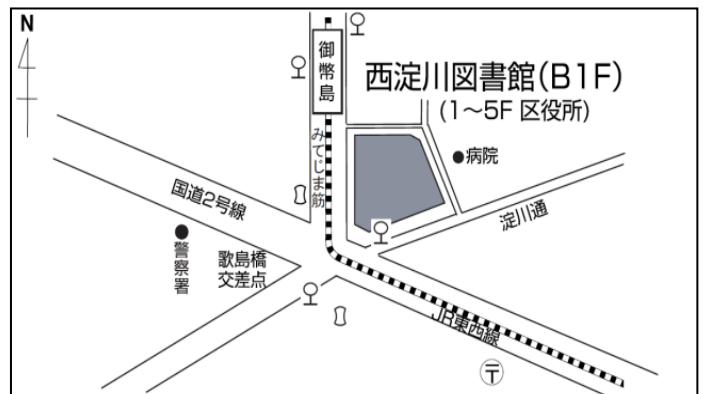 N
御幣島
西淀川図書館(B1F)
(1～5F 区役所)
みてじま筋
病院
国道2号線
淀川通
警察署
歌島橋
交差点
JR東西線
〒